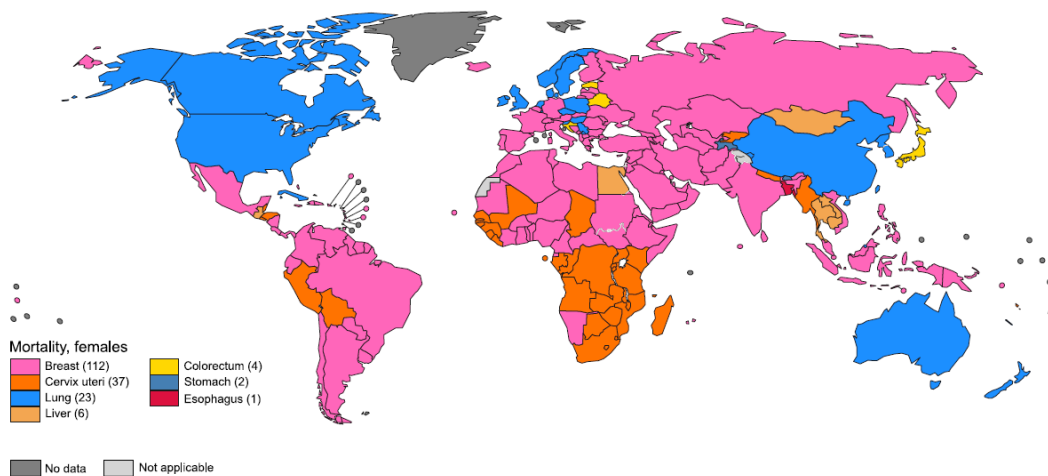 Mortality, females
Breast (112)
Cervix uteri (37)
Lung (23)
Liver (6)
Colorectum (4)
Stomach (2)
Esophagus (1)
No data
Not applicable